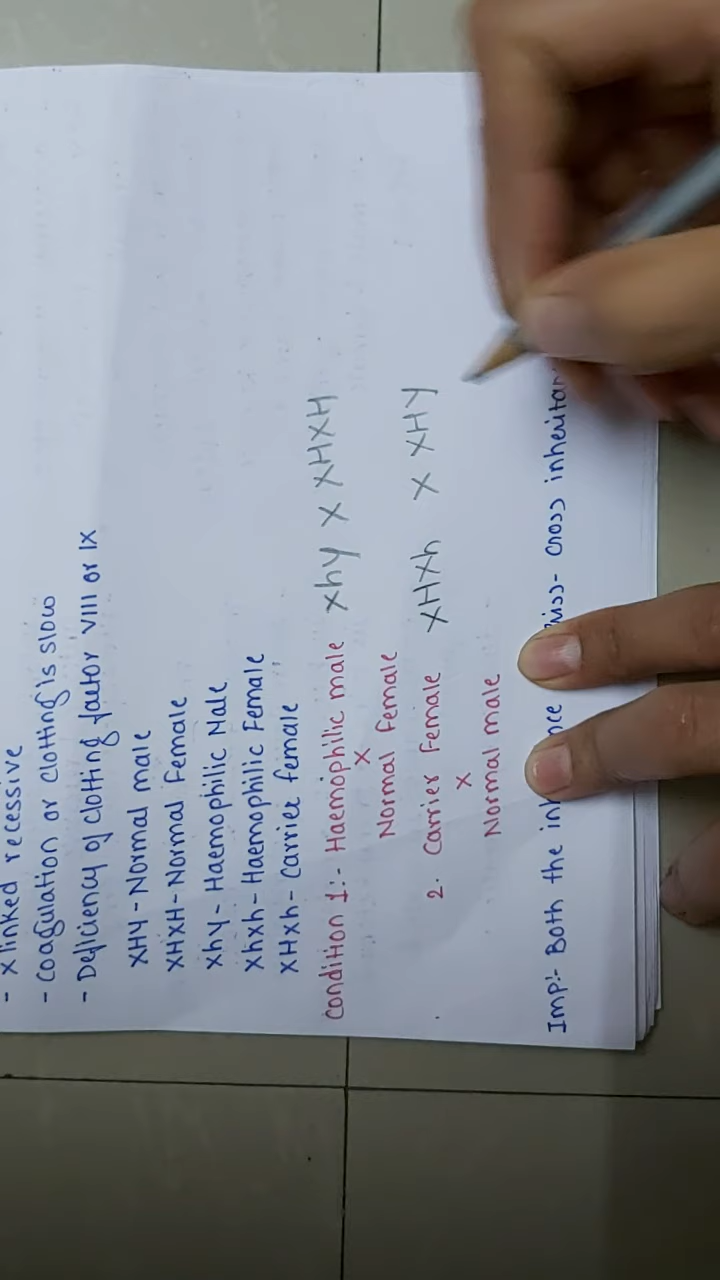 - X linked recessive
- Coagulation or clotting is slow
- Deficiency of clotting factor VIII or IX
XHY - Normal male
XHXH - Normal Female
Xhy - Haemophilic Male
Xhxh - Haemophilic Female
XHXh - Carrier female
Condition 1:- Haemophilic male xhy x XHXH
X
Normal Female
2. Carrier Female XHXh x XHY
X
Normal male
Imp:- Both the cross inheritan